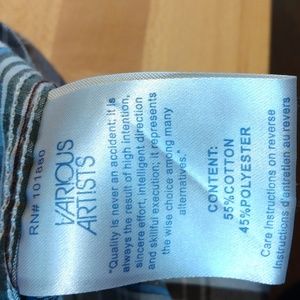 RN# 101880
VARIOUS
ARTISTS
"Quality is never an accident; it is
always the result of high intention,
sincere effort, intelligent direction
and skillful execution; it represents
the wise choice among many
alternatives."
CONTENT:
55%COTTON
45%POLYESTER
Care Instructions on reverse
Instructions d'entretien au revers